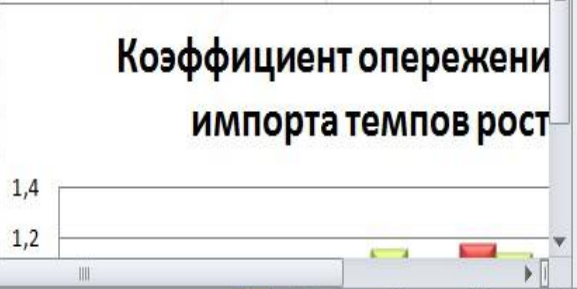 Коэффициент опережени
импорта темпов рост
1,4
1,2